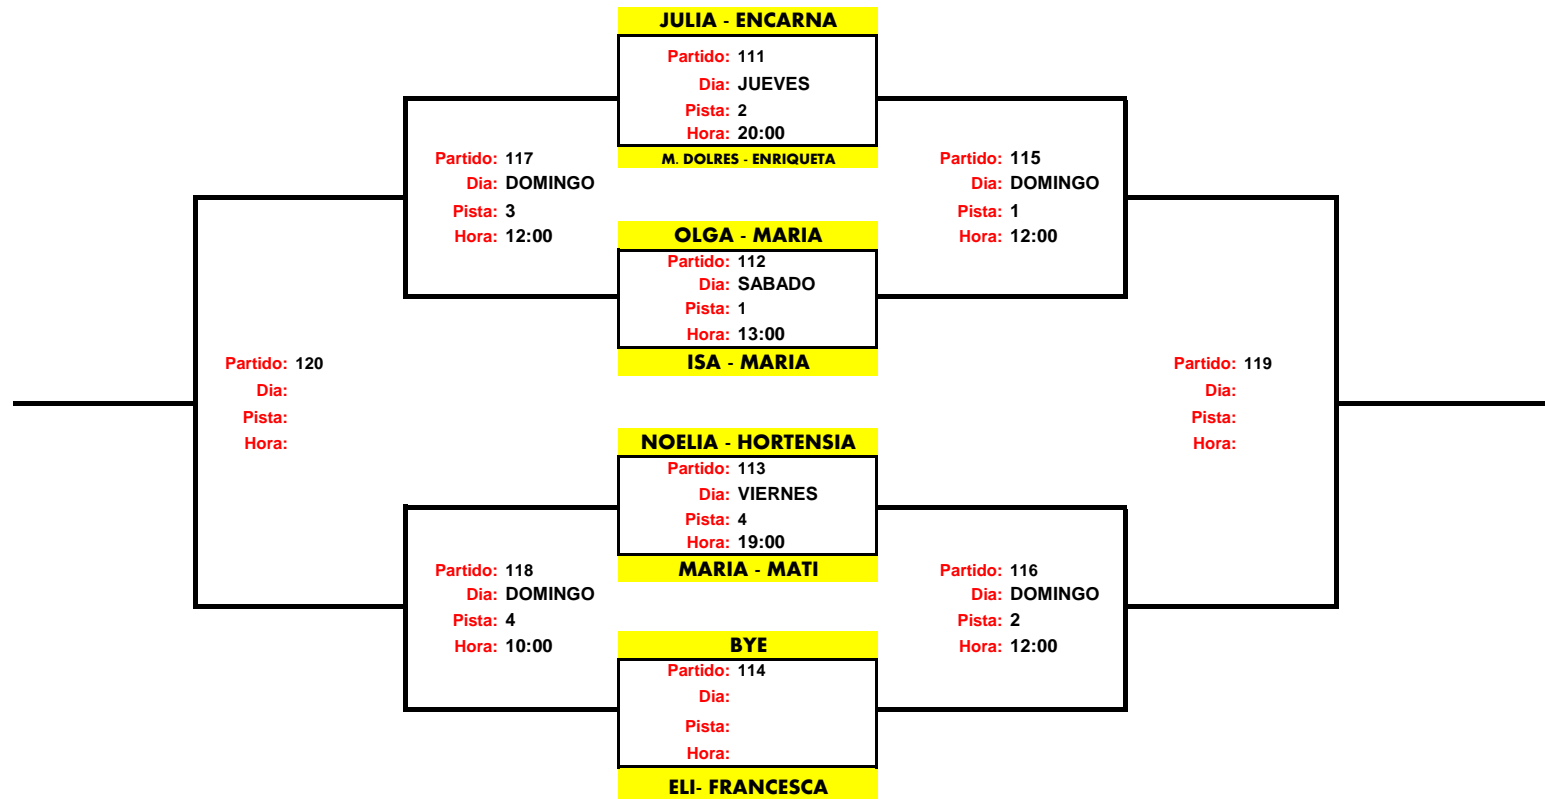 JULIA - ENCARNA
Partido: 111
Dia: JUEVES
Pista: 2
Hora: 20:00
M. DOLRES - ENRIQUETA
Partido: 117
Dia: DOMINGO
Pista: 3
Hora: 12:00
Partido: 115
Dia: DOMINGO
Pista: 1
Hora: 12:00
OLGA - MARIA
Partido: 112
Dia: SABADO
Pista: 1
Hora: 13:00
ISA - MARIA
Partido: 120
Dia:
Pista:
Hora:
Partido: 119
Dia:
Pista:
Hora:
NOELIA - HORTENSIA
Partido: 113
Dia: VIERNES
Pista: 4
Hora: 19:00
MARIA - MATI
Partido: 118
Dia: DOMINGO
Pista: 4
Hora: 10:00
Partido: 116
Dia: DOMINGO
Pista: 2
Hora: 12:00
BYE
Partido: 114
Dia:
Pista:
Hora:
ELI- FRANCESCA